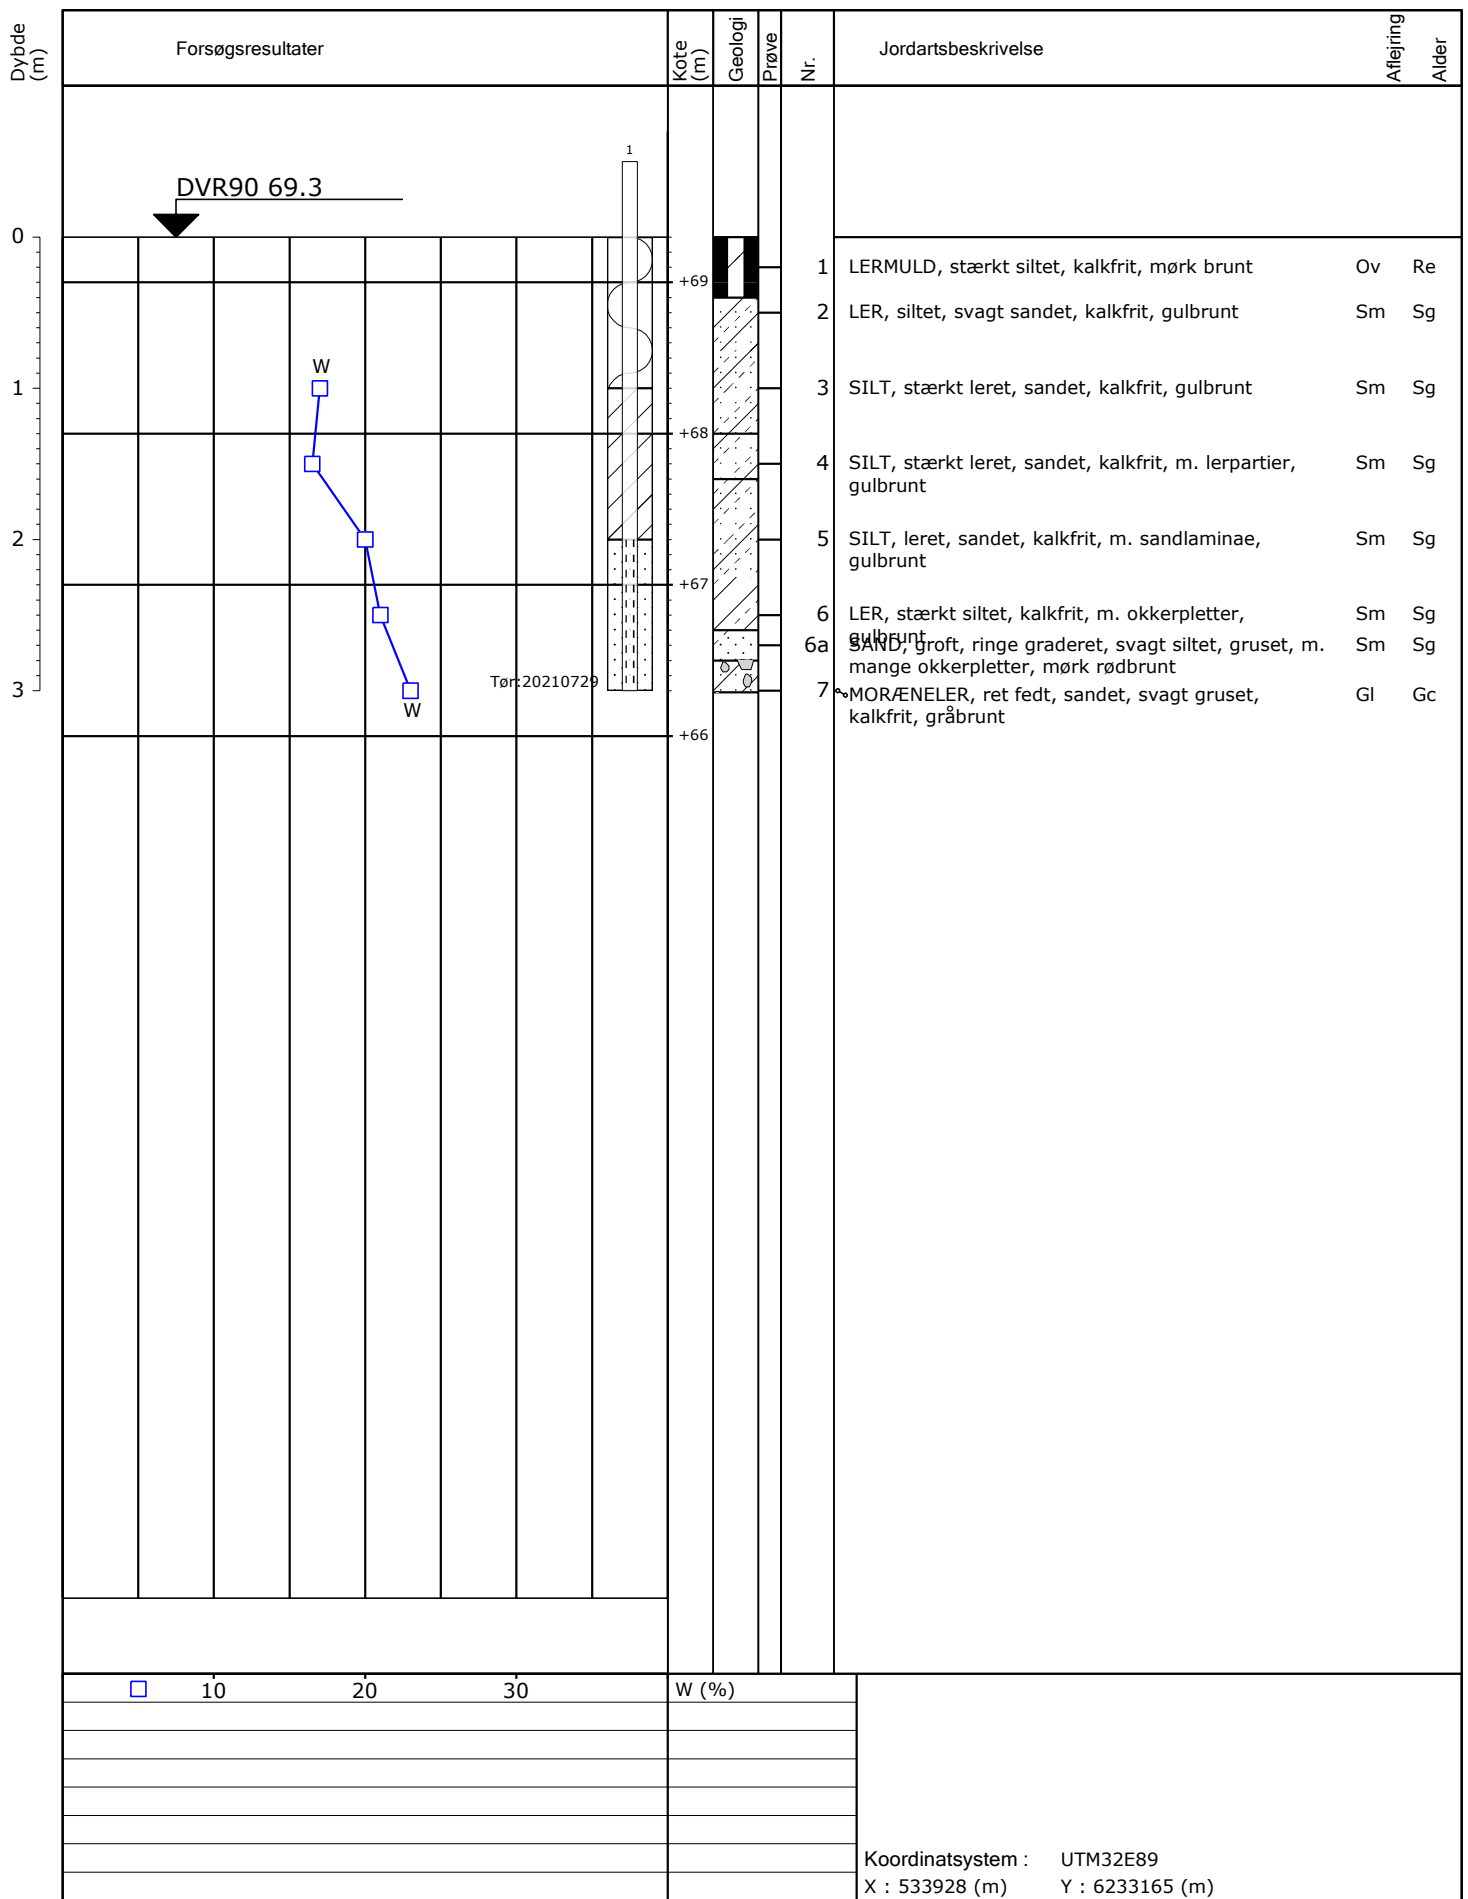 Dybde (m)
Forsøgsresultater
Kote (m)
Geologi
Prøve
Nr.
Jordartsbeskrivelse
Aflejring
Alder
1
DVR90 69.3
0
1 LERMULD, stærkt siltet, kalkfrit, mørk brunt Ov Re
+69
2 LER, siltet, svagt sandet, kalkfrit, gulbrunt Sm Sg
W
1
3 SILT, stærkt leret, sandet, kalkfrit, gulbrunt Sm Sg
+68
4 SILT, stærkt leret, sandet, kalkfrit, m. lerpartier, Sm Sg
gulbrunt
2
5 SILT, leret, sandet, kalkfrit, m. sandlaminae, Sm Sg
gulbrunt
+67
6 LER, stærkt siltet, kalkfrit, m. okkerpletter, Sm Sg
gulbrunt
6a SAND, groft, ringe graderet, svagt siltet, gruset, m. Sm Sg
mange okkerpletter, mørk rødbrunt
Tør:20210729
3
7 MORÆNELER, ret fedt, sandet, svagt gruset, Gl Gc
kalkfrit, gråbrunt
W
+66
10 20 30 W (%)
Koordinatsystem : UTM32E89
X : 533928 (m) Y : 6233165 (m)